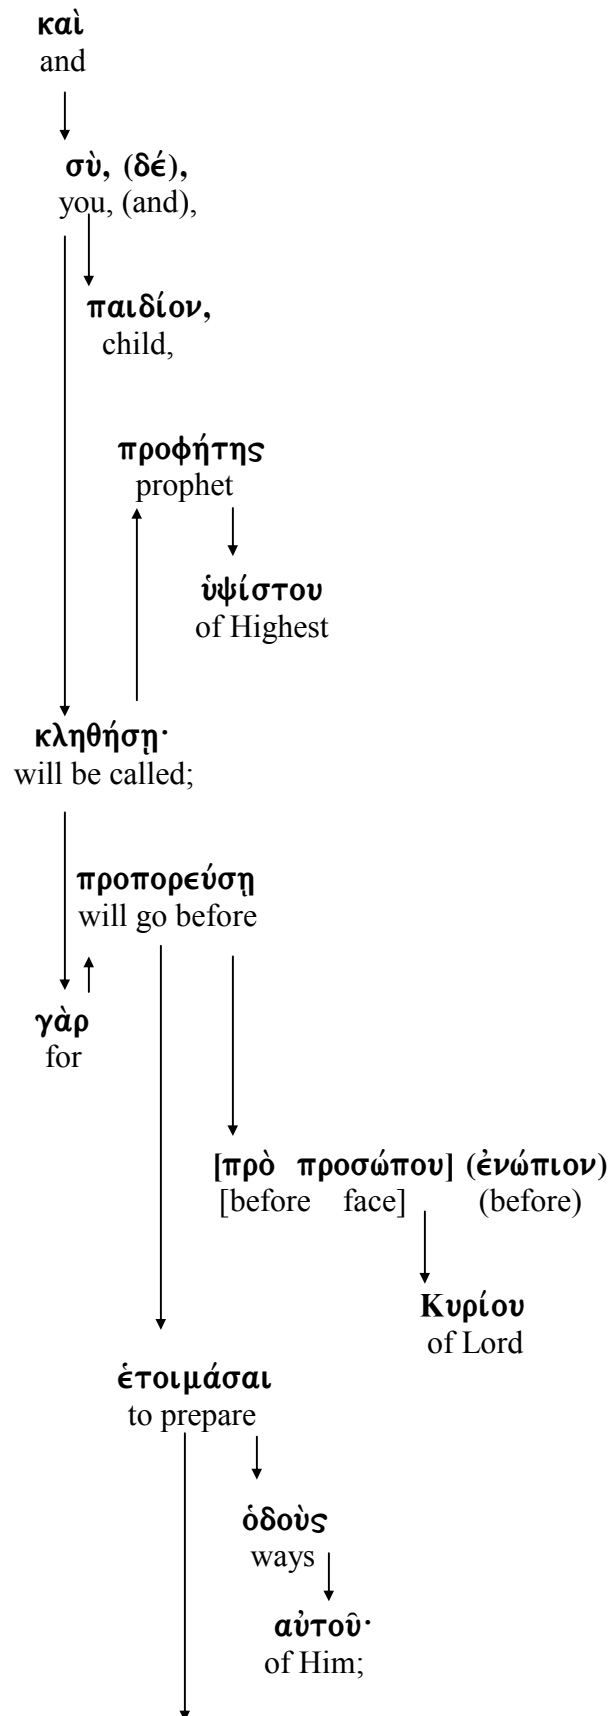 καὶ
and
σὺ, (δέ),
you, (and),
παιδίον,
child,
προφήτης
prophet
ὑψίστου
of Highest
κληθήσῃ·
will be called;
προπορεύσῃ
will go before
γὰρ
for
[πρὸ προσώπου] (ἐνώπιον)
[before face] (before)
Κυρίου
of Lord
ἑτοιμάσαι
to prepare
ὁδοὺς
ways
αὐτοῦ·
of Him;